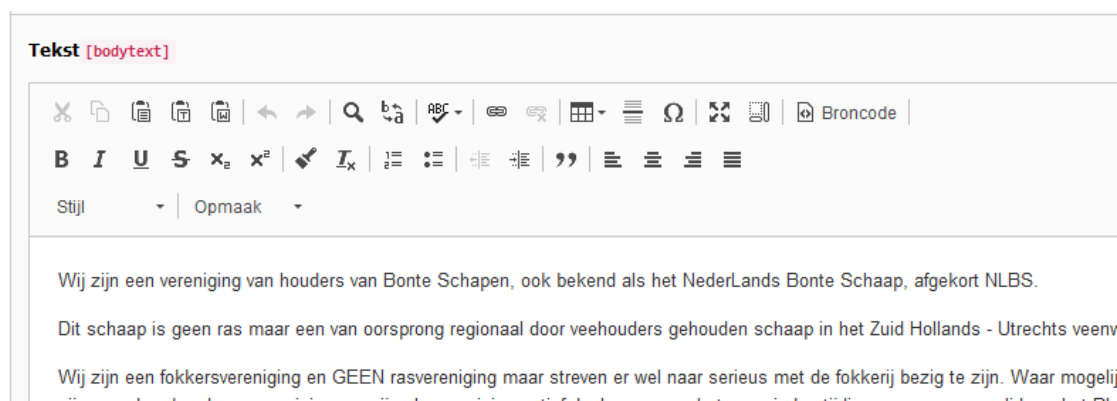 Tekst [bodytext]
Broncode
Stijl Opmaak
Wij zijn een vereniging van houders van Bonte Schapen, ook bekend als het NederLands Bonte Schaap, afgekort NLBS.
Dit schaap is geen ras maar een van oorsprong regionaal door veehouders gehouden schaap in het Zuid Hollands - Utrechts
Wij zijn een fokkersvereniging en GEEN rasvereniging maar streven er wel naar serieus met de fokkerij bezig te zijn. Waar